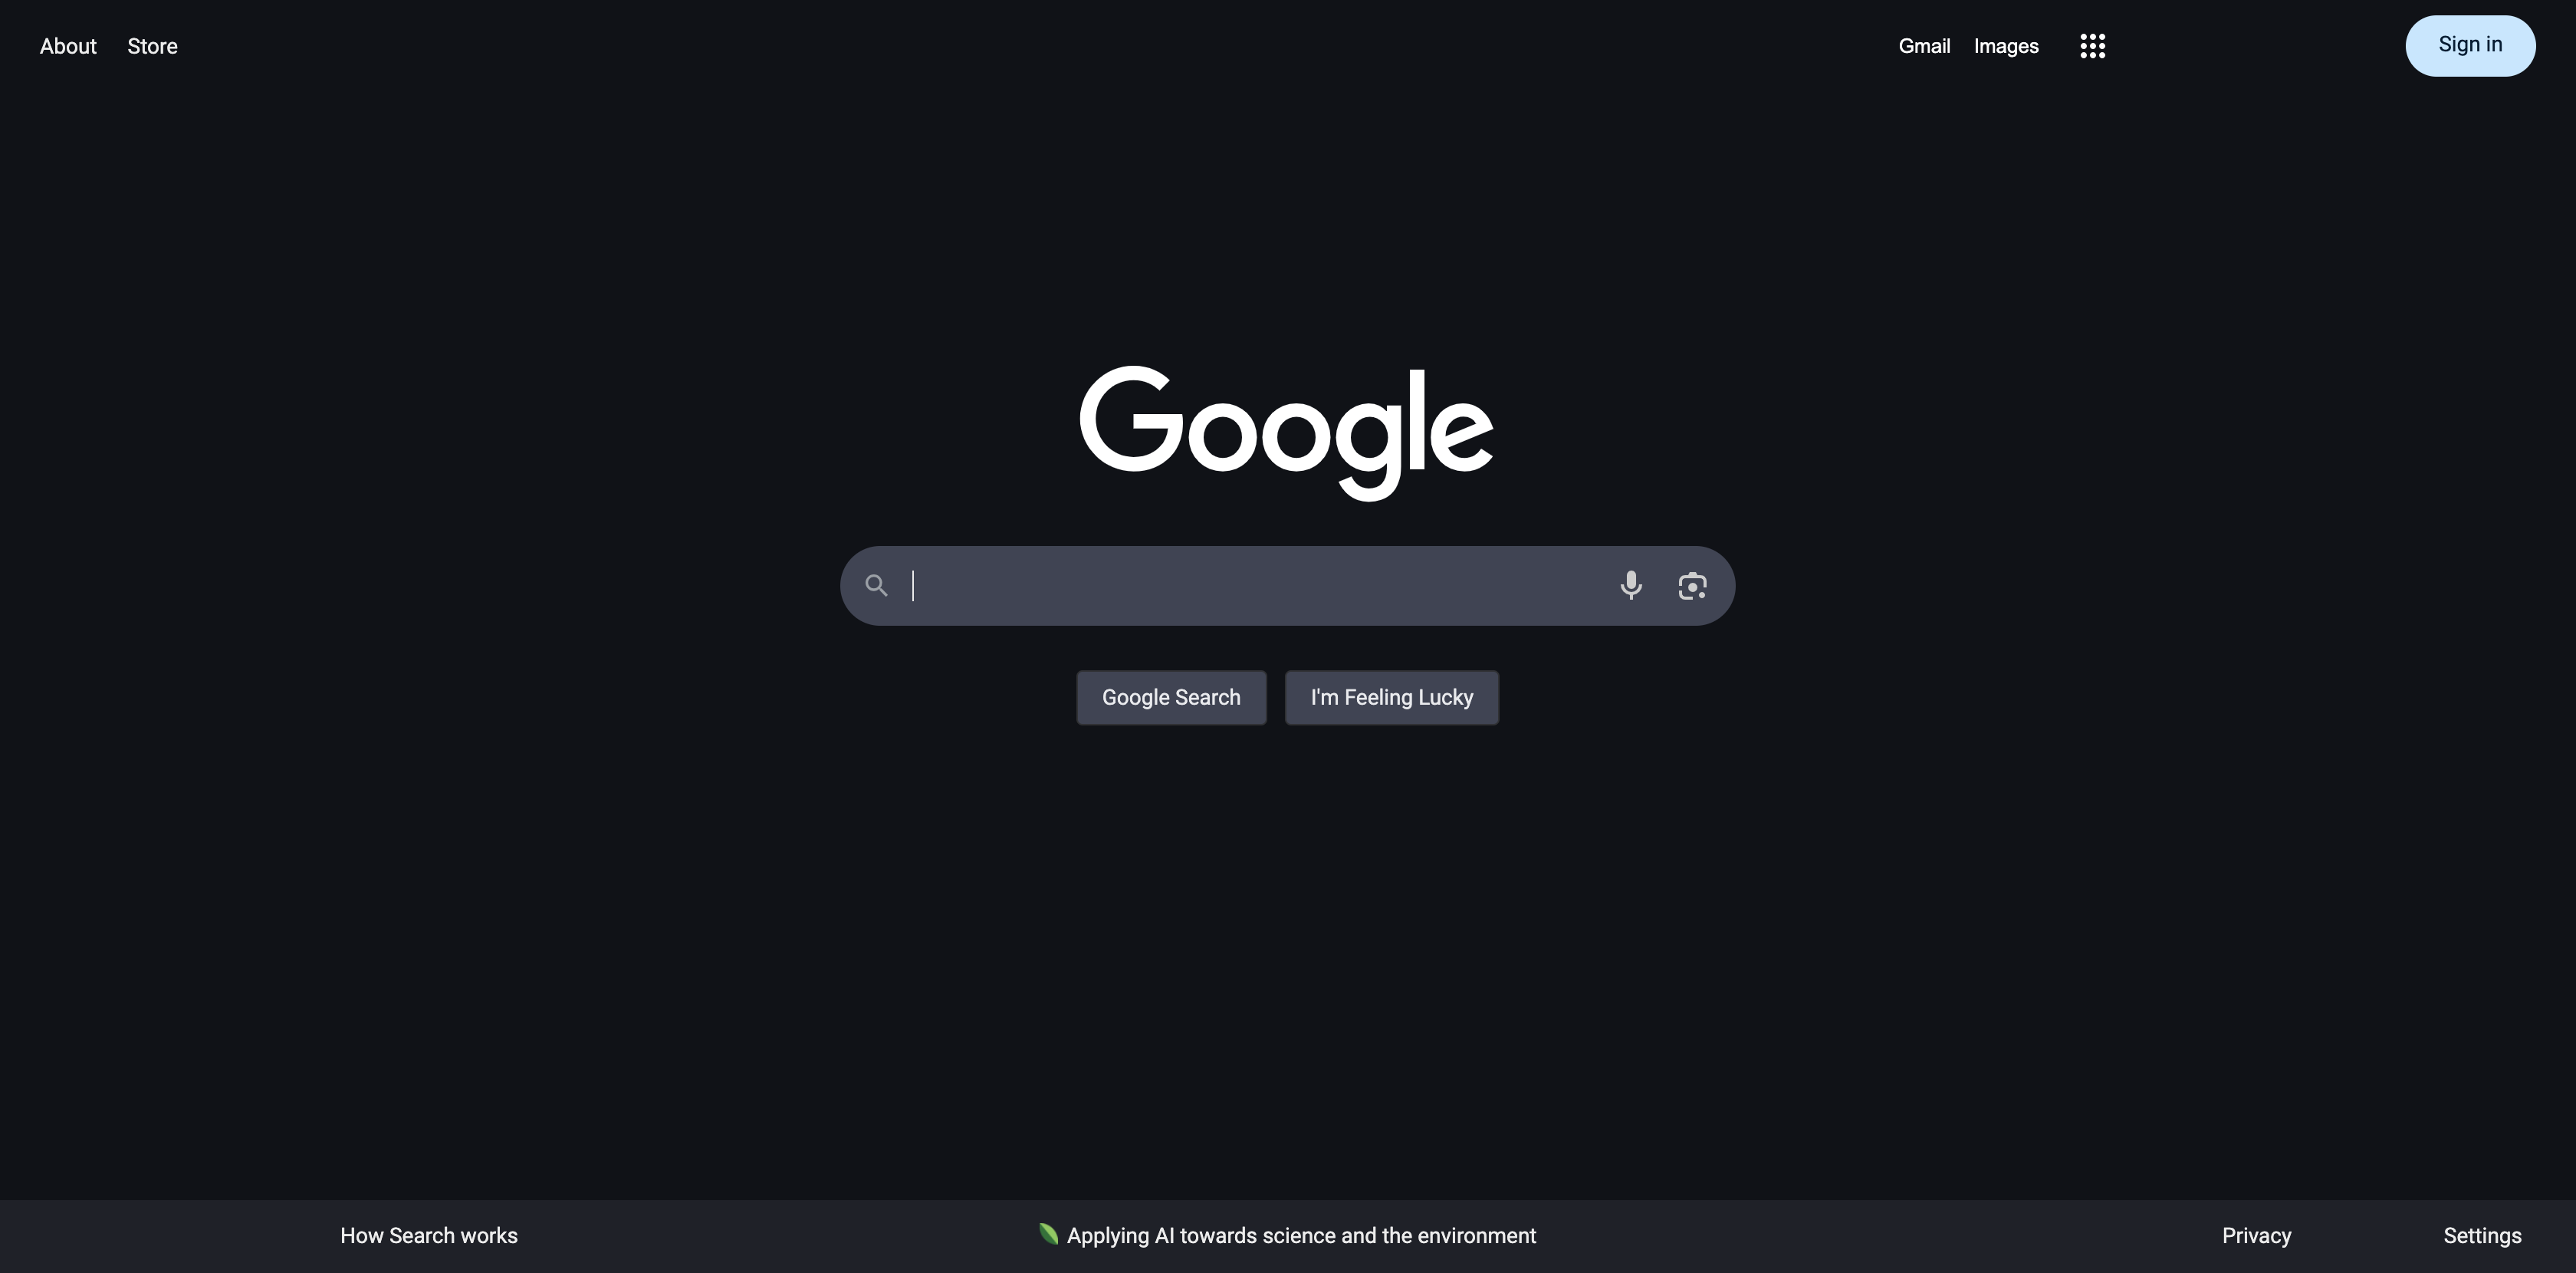 About Store Gmail Images Sign in
Google
Google Search I'm Feeling Lucky
How Search works Applying AI towards science and the environment Privacy Settings